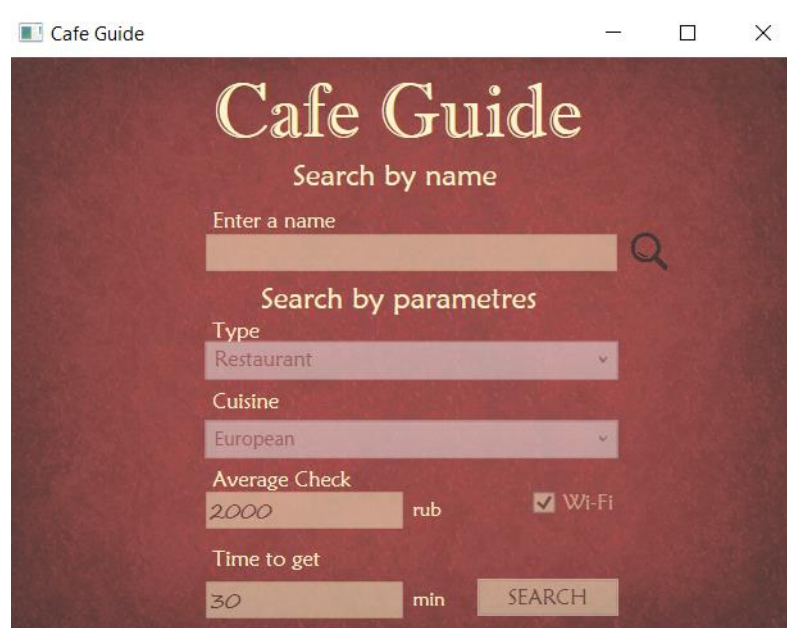 Cafe Guide
Cafe Guide
Search by name
Enter a name
Search by parametres
Type
Restaurant
Cuisine
European
Average Check
2000 rub Wi-Fi
Time to get
30 min SEARCH